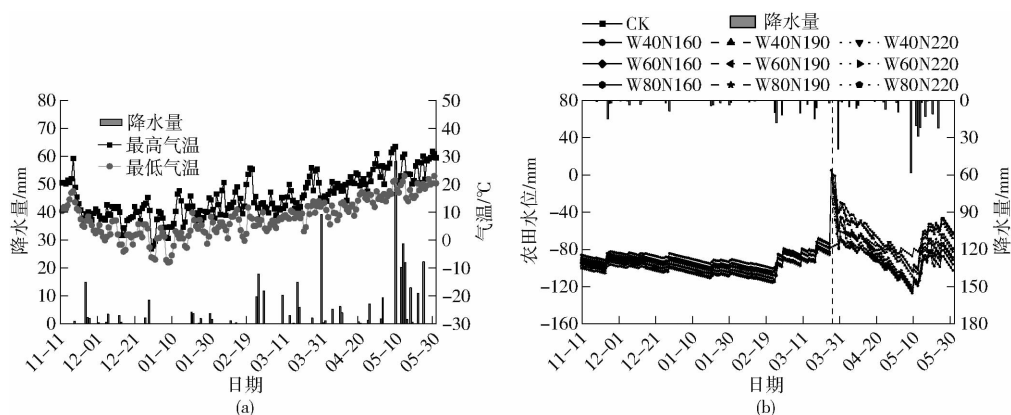 降水量
最高气温
最低气温
80
70
60
50
40
30
20
10
0
降水量/mm
50
40
30
20
10
0
-10
-20
-30
气温/℃
11-11
12-01
12-21
01-10
01-30
02-19
03-11
03-31
04-20
05-10
05-30
日期
(a)
CK
降水量
W40N160
W40N190
W40N220
W60N160
W60N190
W60N220
W80N160
W80N190
W80N220
80
40
0
-40
-80
-120
-160
农田水位/mm
0
30
60
90
120
150
180
降水量/mm
11-11
12-01
12-21
01-10
01-30
02-19
03-11
03-31
04-20
05-10
05-30
日期
(b)